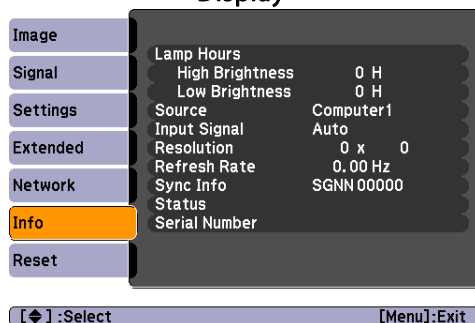 Display
Image
Signal
Settings
Extended
Network
Info
Reset
Lamp Hours
High Brightness 0 H
Low Brightness 0 H
Source Computer1
Input Signal Auto
Resolution 0 x 0
Refresh Rate 0.00 Hz
Sync Info SGNN 00000
Status
Serial Number
[◆] :Select [Menu]:Exit